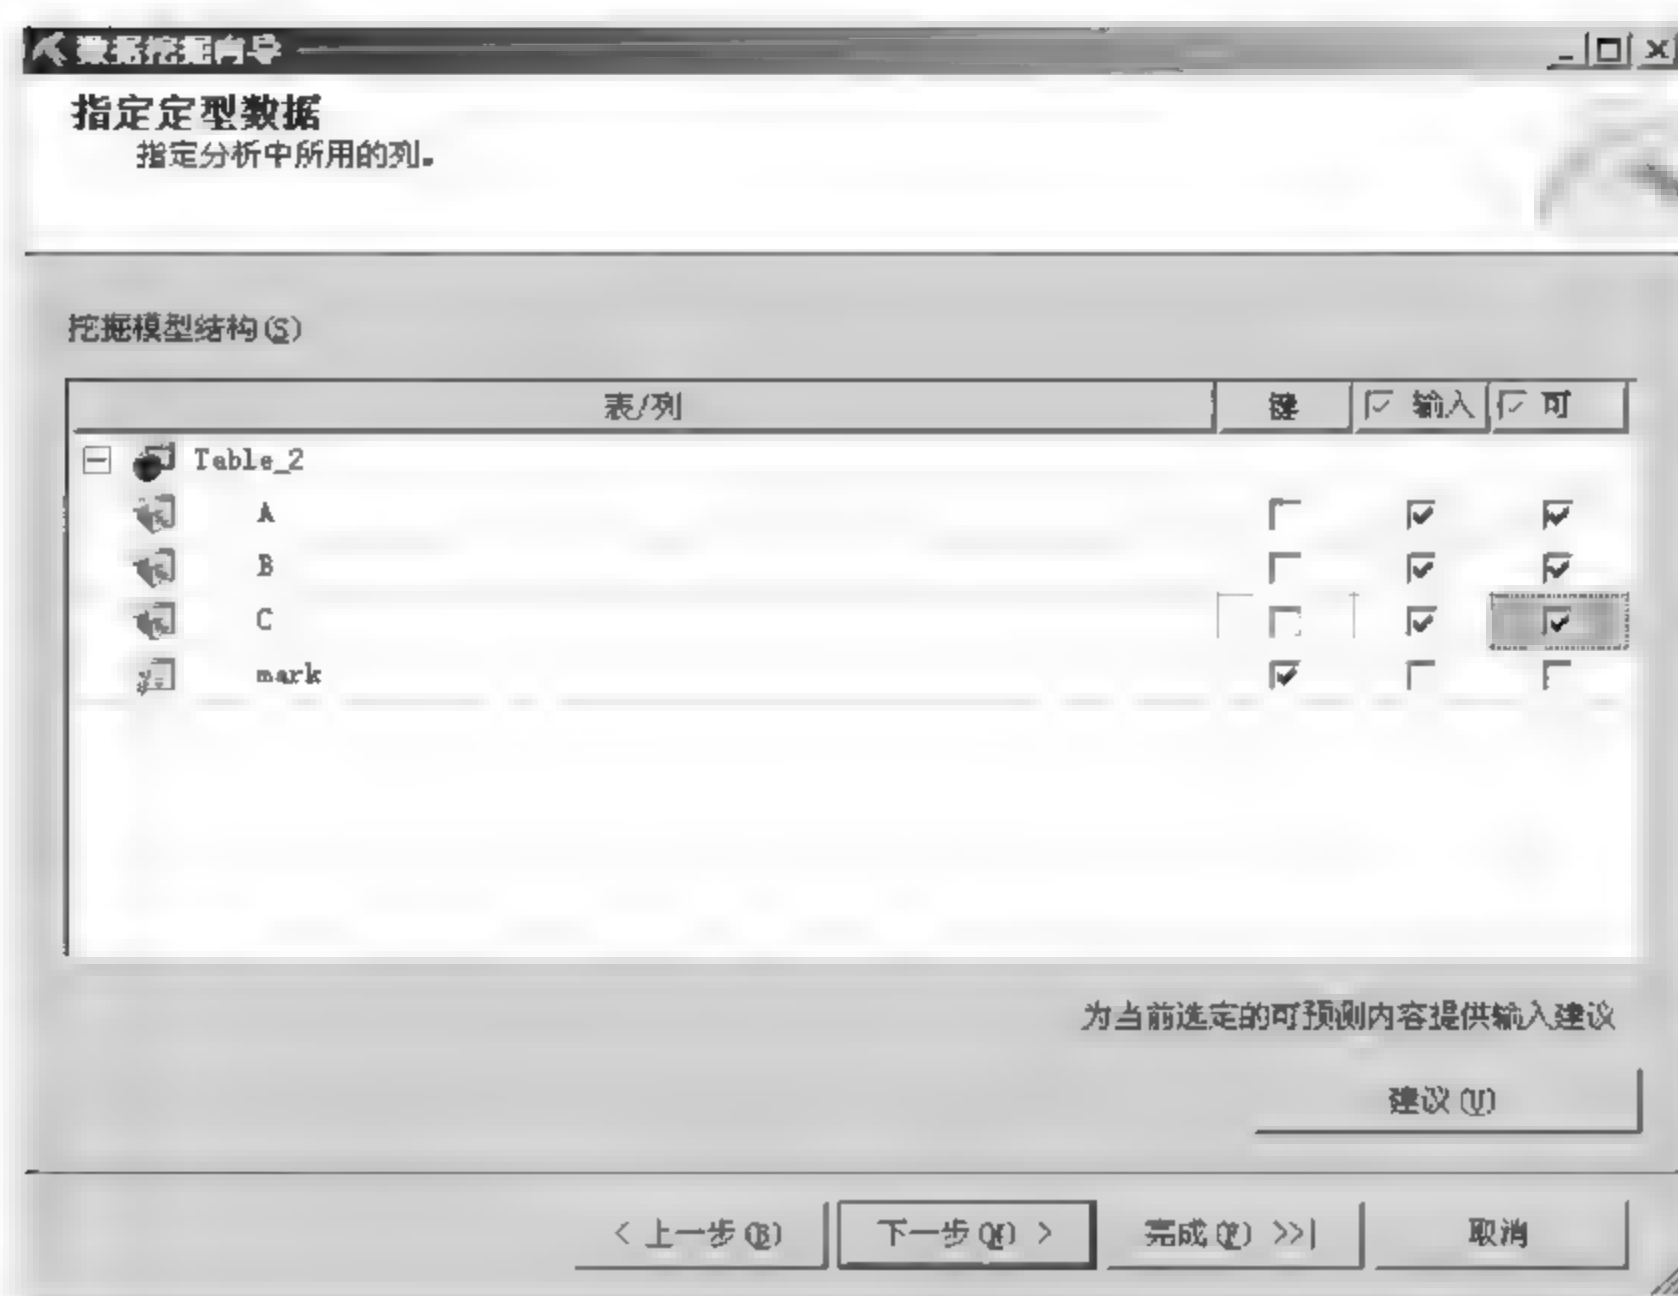 数据挖掘向导
指定定型数据
指定分析中所用的列。
挖掘模型结构(S)
表/列 键 输入 可
Table_2
A
B
C
mark
为当前选定的可预测内容提供输入建议
建议(U)
< 上一步(B) 下一步(N) > 完成(F) >>| 取消